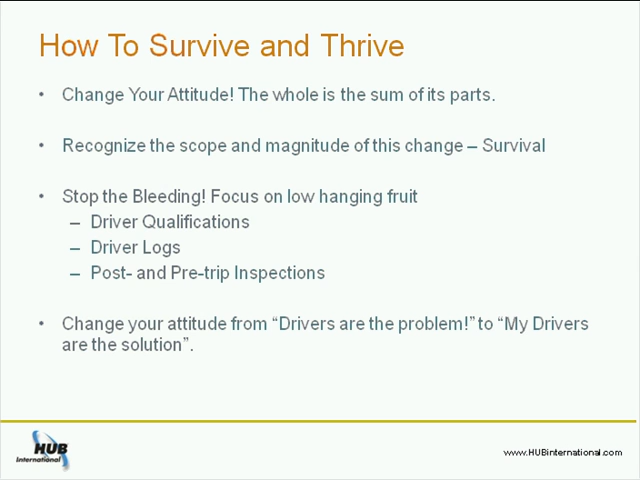 How To Survive and Thrive
• Change Your Attitude! The whole is the sum of its parts.
• Recognize the scope and magnitude of this change – Survival
• Stop the Bleeding! Focus on low hanging fruit
– Driver Qualifications
– Driver Logs
– Post- and Pre-trip Inspections
• Change your attitude from “Drivers are the problem!” to “My Drivers
are the solution”.
HUB
International
www.HUBinternational.com